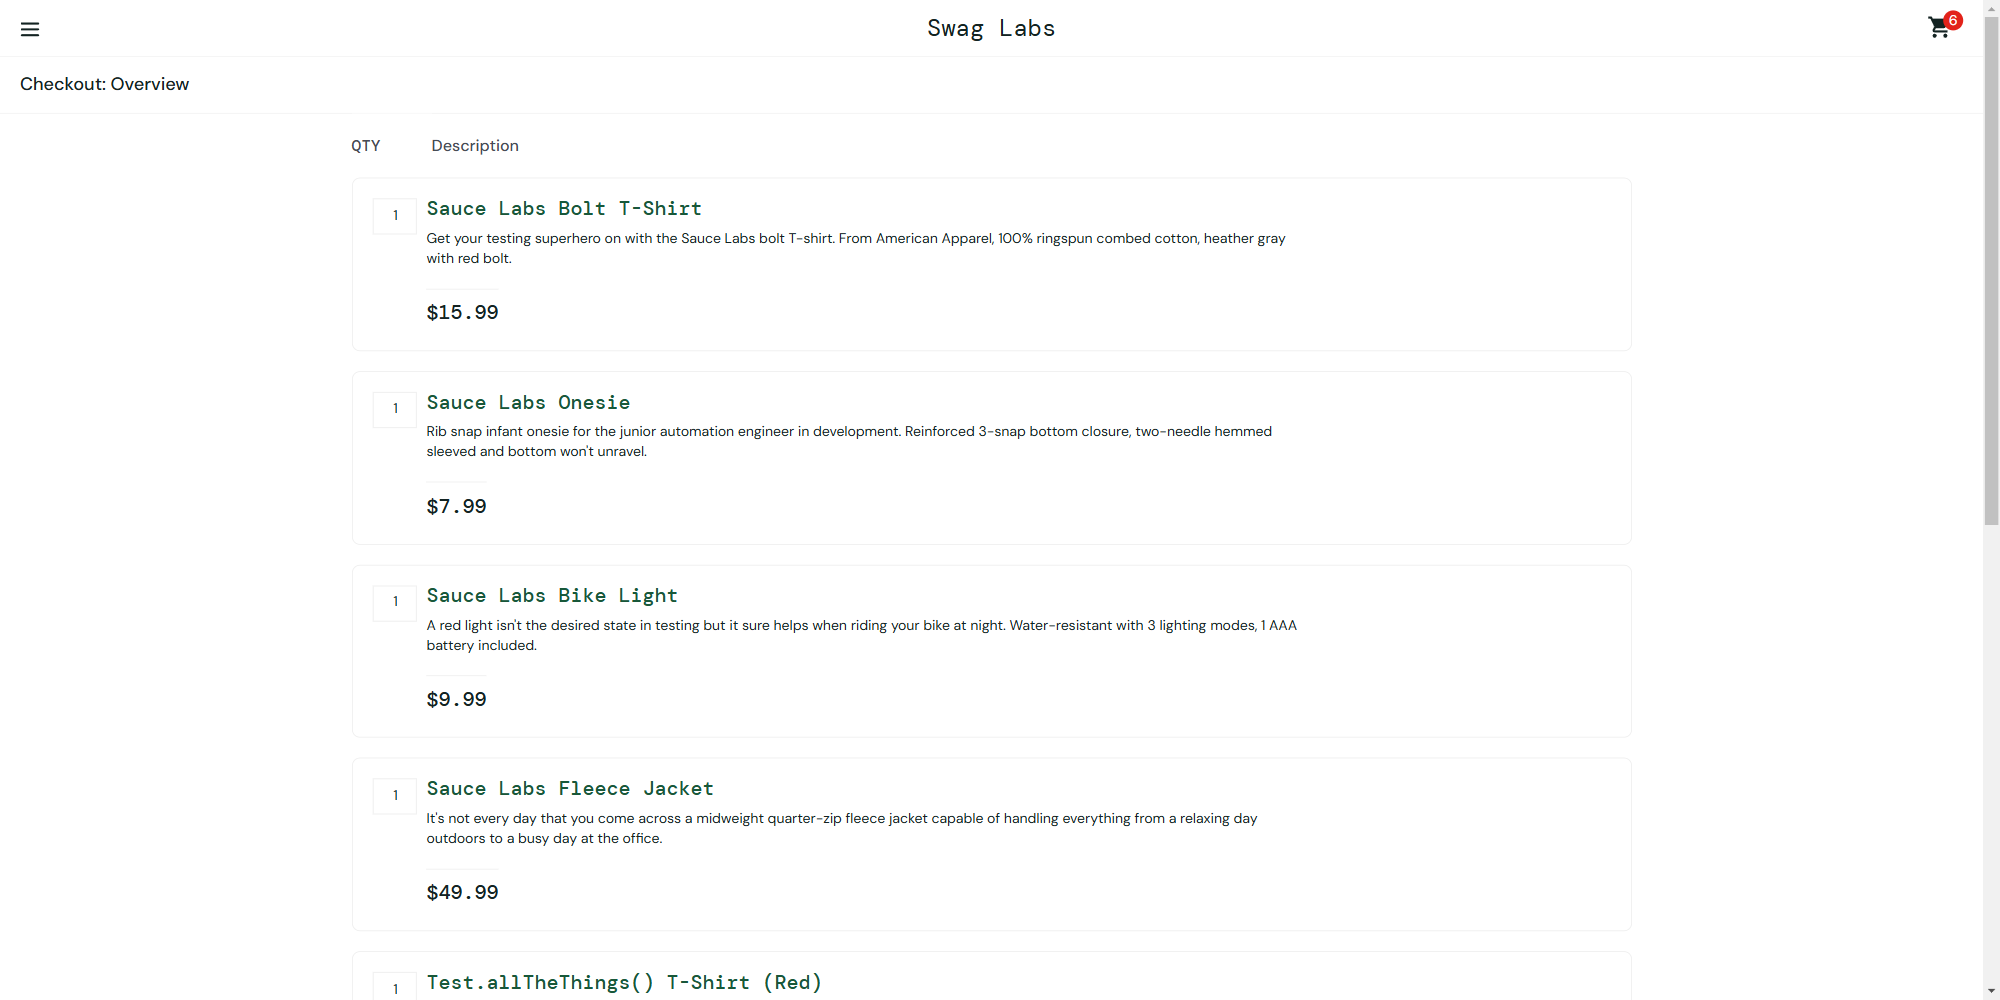 Swag Labs
6
Checkout: Overview
QTY Description
1
Sauce Labs Bolt T-Shirt
Get your testing superhero on with the Sauce Labs bolt T-shirt. From American Apparel, 100% ringspun combed cotton, heather gray
with red bolt.
$15.99
1
Sauce Labs Onesie
Rib snap infant onesie for the junior automation engineer in development. Reinforced 3-snap bottom closure, two-needle hemmed
sleeved and bottom won't unravel.
$7.99
1
Sauce Labs Bike Light
A red light isn't the desired state in testing but it sure helps when riding your bike at night. Water-resistant with 3 lighting modes, 1 AAA
battery included.
$9.99
1
Sauce Labs Fleece Jacket
It's not every day that you come across a midweight quarter-zip fleece jacket capable of handling everything from a relaxing day
outdoors to a busy day at the office.
$49.99
1
Test.allTheThings() T-Shirt (Red)